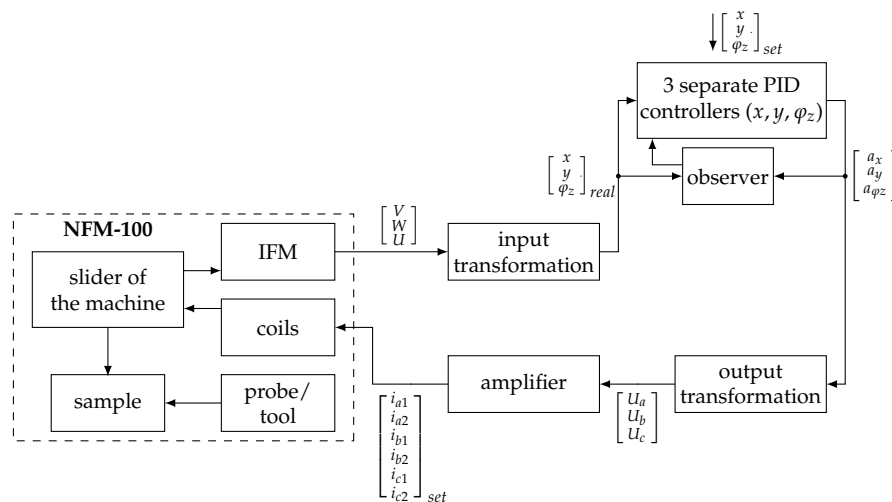 x
y
φz
set
3 separate PID
controllers (x, y, φz)
x
y
φz
real
observer
ax
ay
aφz
NFM-100
V
W
U
IFM
input
transformation
slider of
the machine
coils
amplifier
output
transformation
sample
probe/
tool
ia1
ia2
ib1
ib2
ic1
ic2
set
Ua
Ub
Uc